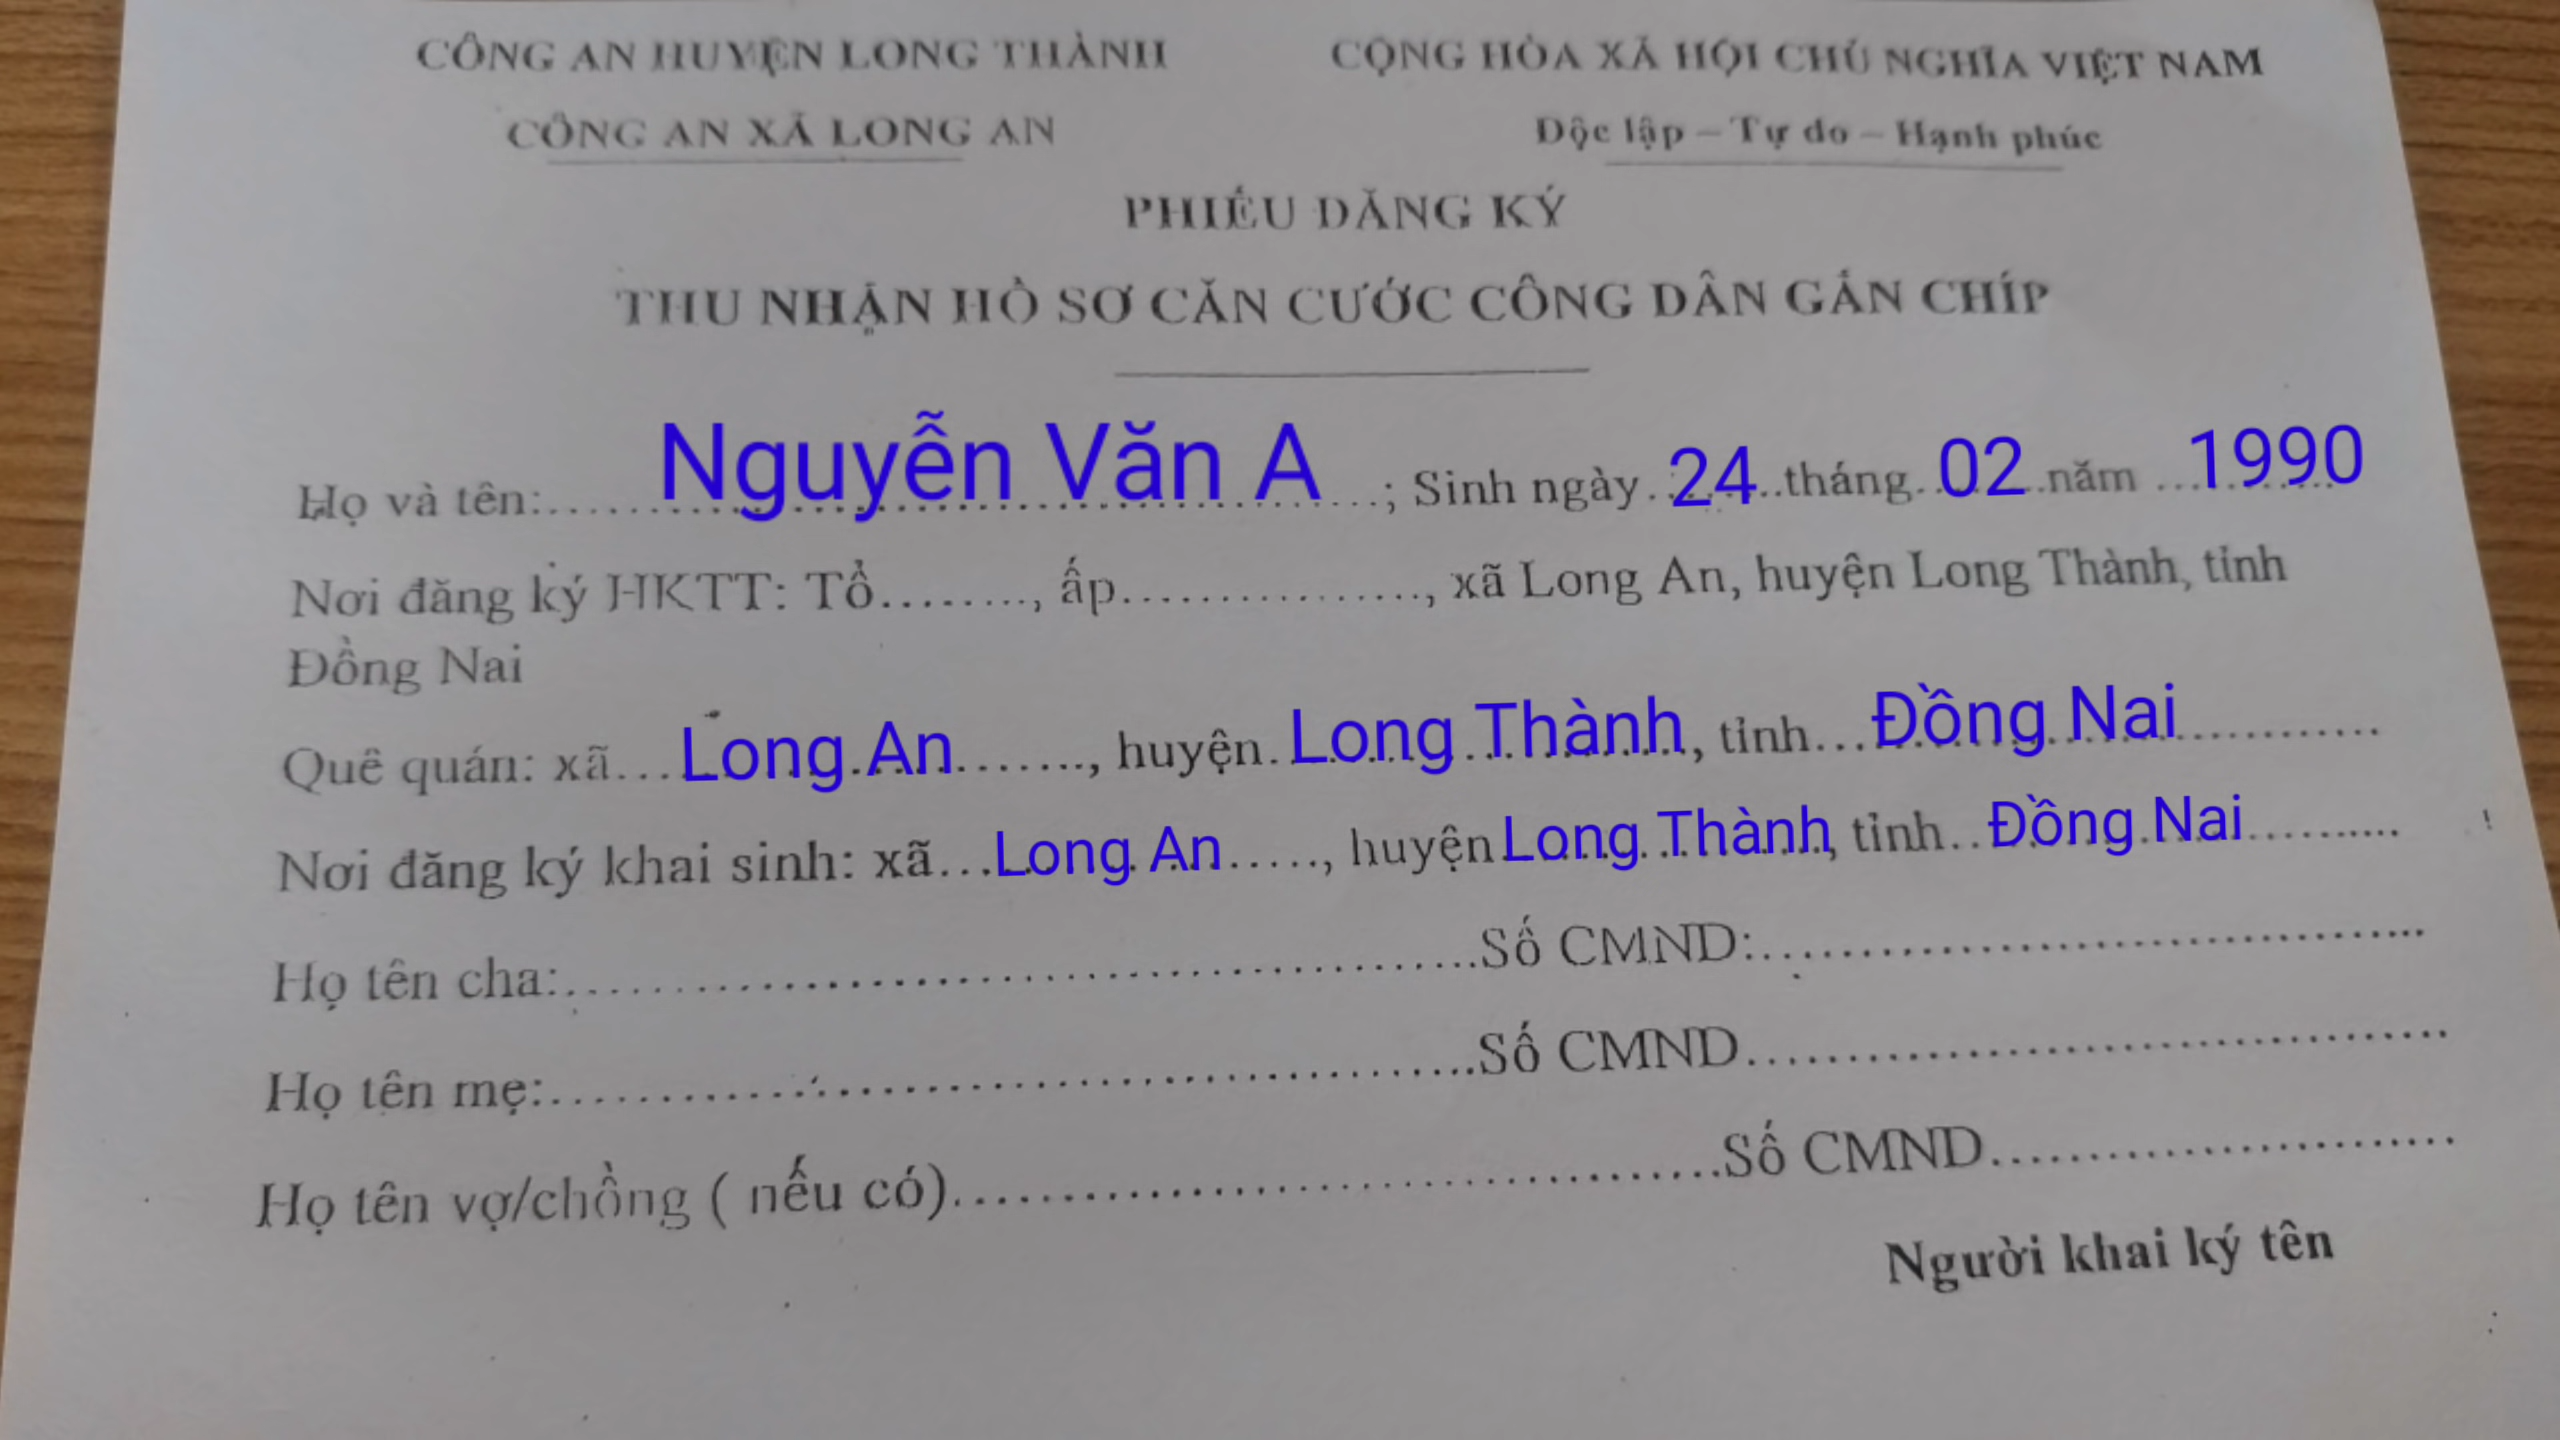 CÔNG AN HUYỆN LONG THÀNH CỘNG HÒA XÃ HỘI CHỦ NGHĨA VIỆT NAM
CÔNG AN XÃ LONG AN Độc lập – Tự do – Hạnh phúc
PHIẾU ĐĂNG KÝ
THU NHẬN HỒ SƠ CĂN CƯỚC CÔNG DÂN GẮN CHÍP
Họ và tên:..... Nguyễn Văn A ...; Sinh ngày..24..tháng..02..năm ...1990
Nơi đăng ký HKTT: Tổ........., ấp.................., xã Long An, huyện Long Thành, tỉnh
Đồng Nai
Quê quán: xã...Long An........, huyện.Long Thành, tỉnh...Đồng Nai............
Nơi đăng ký khai sinh: xã...Long An....., huyện Long Thành, tỉnh..Đồng Nai..........
Họ tên cha:..................................................Số CMND:........................................
Họ tên mẹ:..................................................Số CMND........................................
Họ tên vợ/chồng ( nếu có)..................................................Số CMND..............................
Người khai ký tên